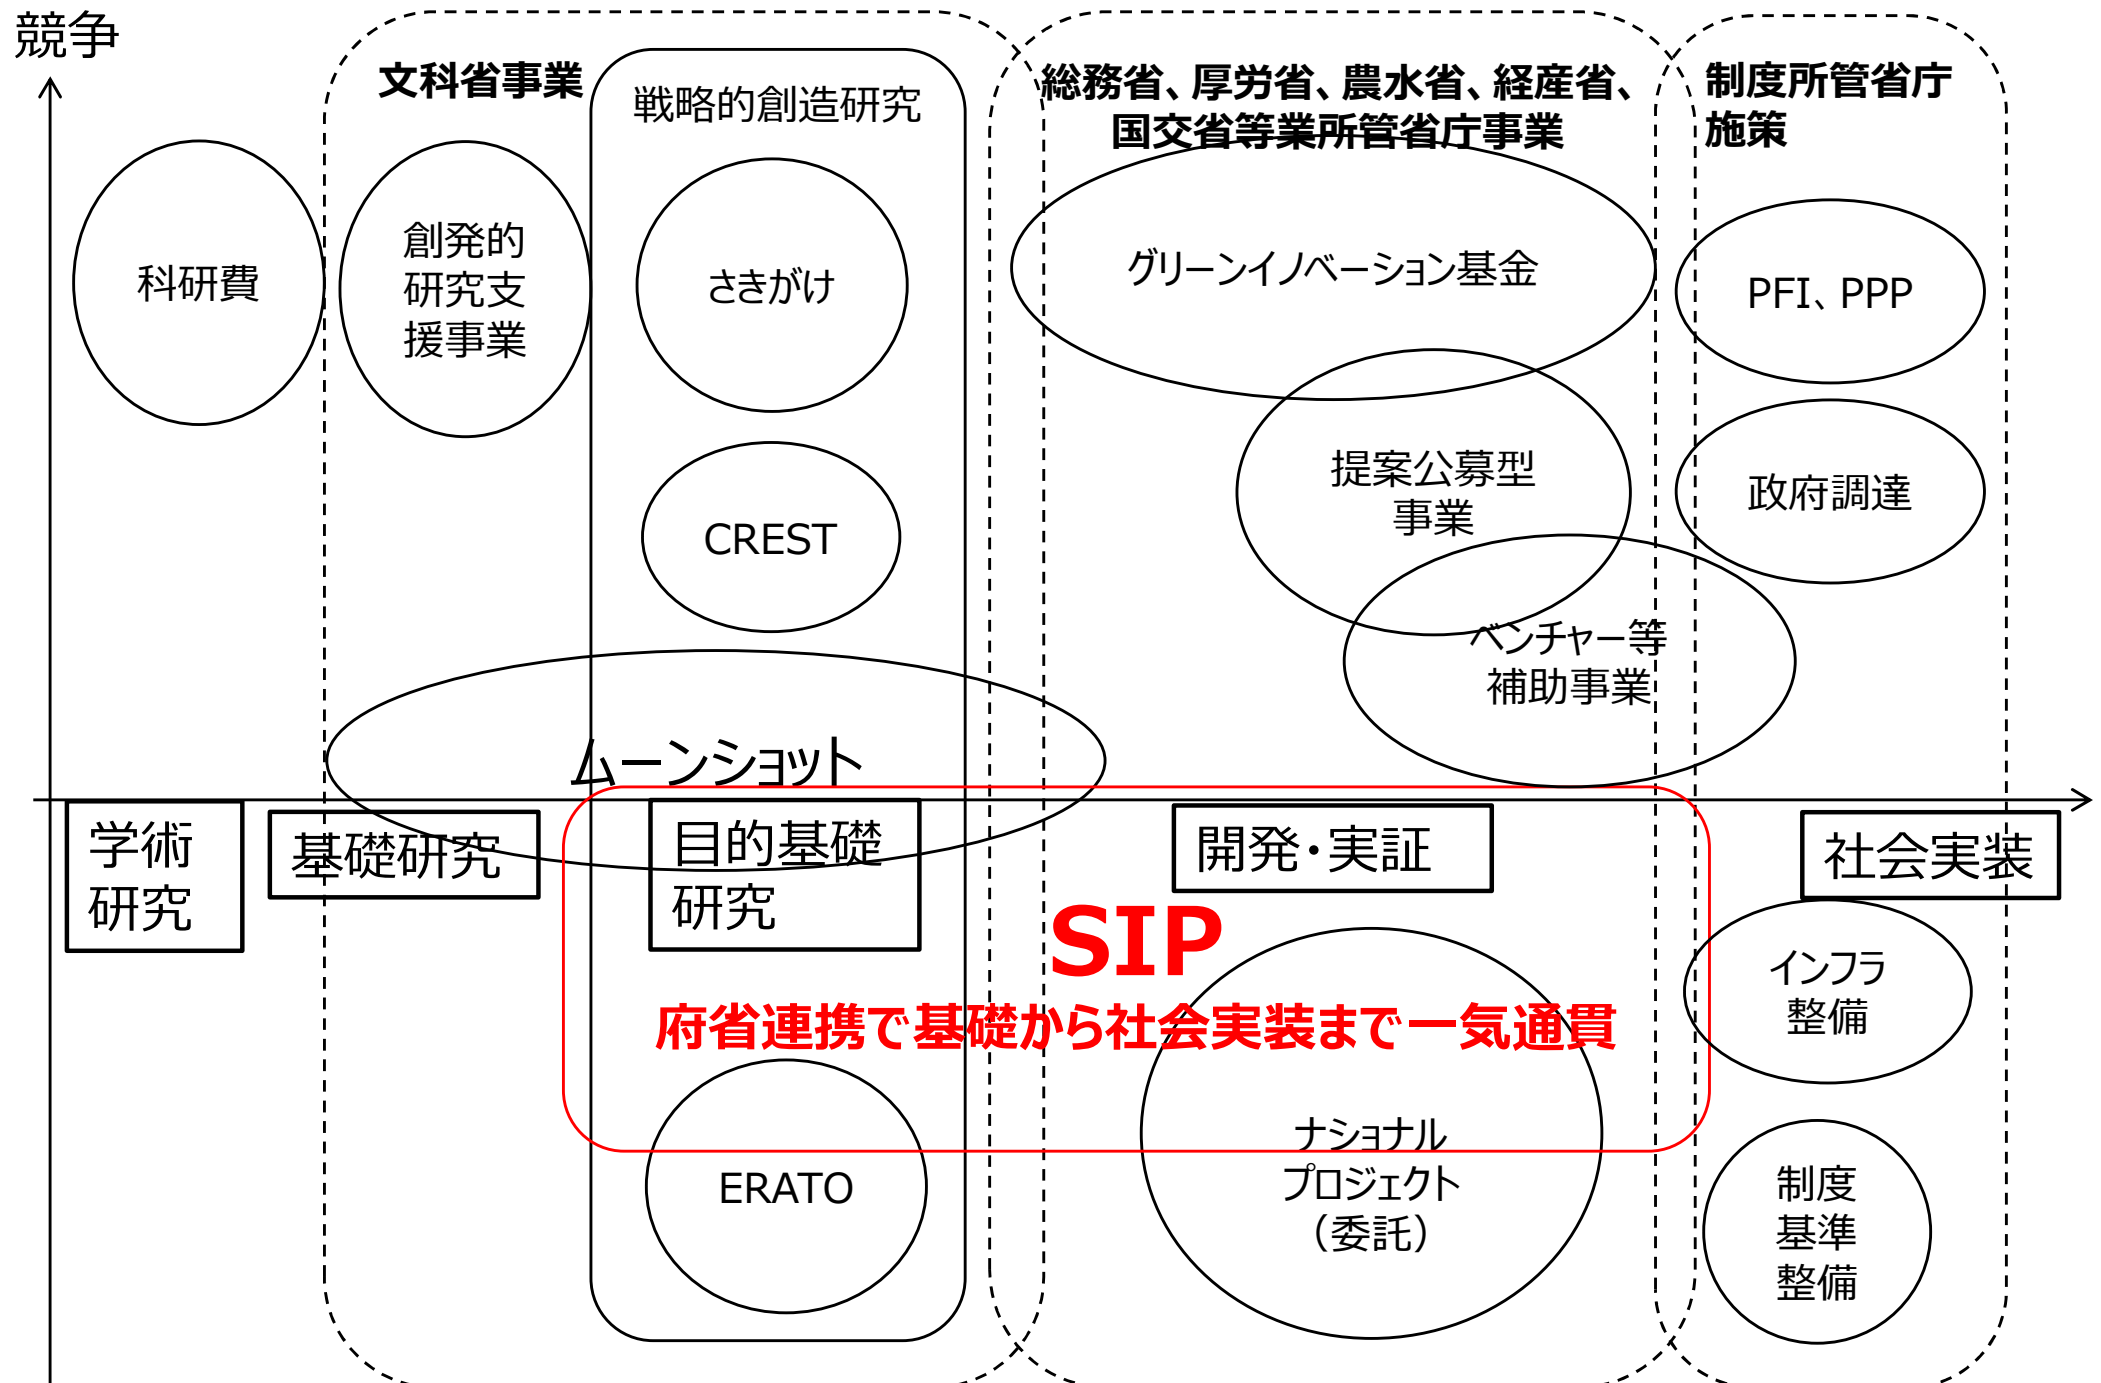 競争
文科省事業
戦略的創造研究
総務省、厚労省、農水省、経産省、
国交省等業所管省庁事業
制度所管省庁
施策
科研費
創発的
研究支
援事業
さきがけ
グリーンイノベーション基金
PFI、PPP
CREST
提案公募型
事業
政府調達
ベンチャー等
補助事業
ムーンショット
学術
研究
基礎研究
目的基礎
研究
開発・実証
社会実装
SIP
府省連携で基礎から社会実装まで一気通貫
インフラ
整備
ERATO
ナショナル
プロジェクト
（委託）
制度
基準
整備